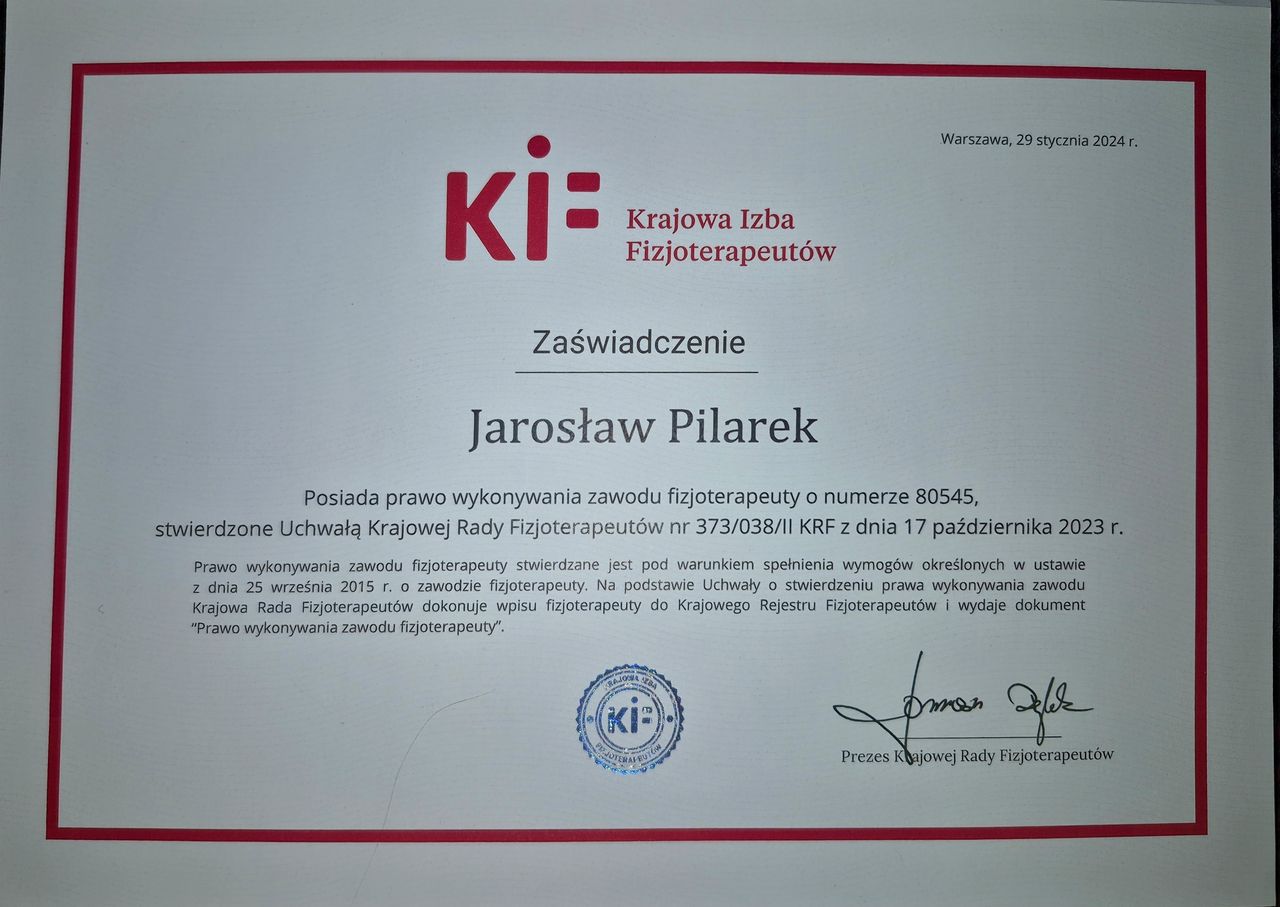 Warszawa, 29 stycznia 2024 r.
KIF
Krajowa Izba
Fizjoterapeutów
Zaświadczenie
Jarosław Pilarek
Posiada prawo wykonywania zawodu fizjoterapeuty o numerze 80545,
stwierdzone Uchwałą Krajowej Rady Fizjoterapeutów nr 373/038/II KRF z dnia 17 października 2023 r.
Prawo wykonywania zawodu fizjoterapeuty stwierdzane jest pod warunkiem spełnienia wymogów określonych w ustawie
z dnia 25 września 2015 r. o zawodzie fizjoterapeuty. Na podstawie Uchwały o stwierdzeniu prawa wykonywania zawodu
Krajowa Rada Fizjoterapeutów dokonuje wpisu fizjoterapeuty do Krajowego Rejestru Fizjoterapeutów i wydaje dokument
“Prawo wykonywania zawodu fizjoterapeuty”.
KRAJOWA IZBA
KIF
FIZJOTERAPEUTÓW
Prezes Krajowej Rady Fizjoterapeutów